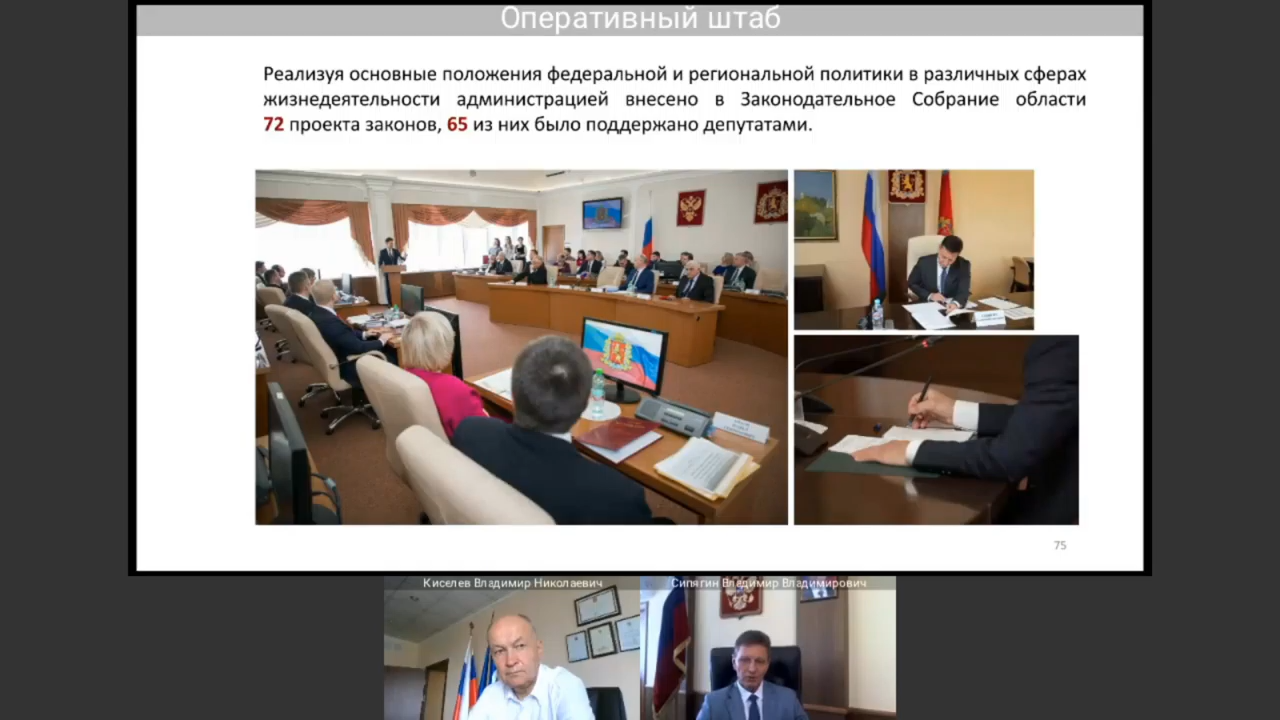 Оперативный штаб
Реализуя основные положения федеральной и региональной политики в различных сферах
жизнедеятельности администрацией внесено в Законодательное Собрание области
72 проекта законов, 65 из них было поддержано депутатами.
75
Киселев Владимир Николаевич
Сипягин Владимир Владимирович